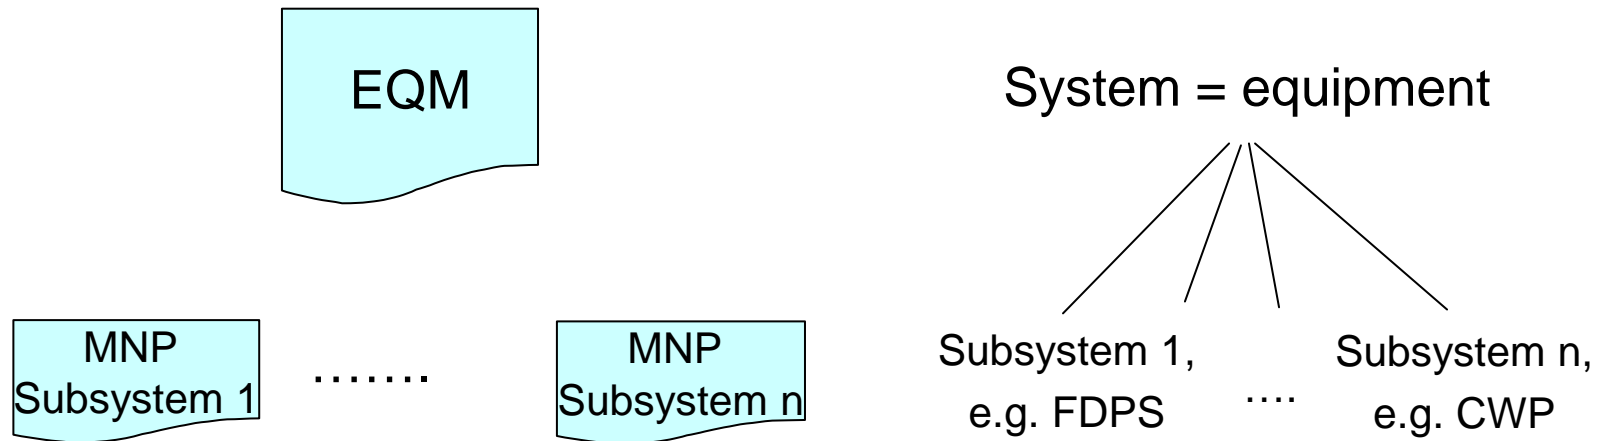 EQM
System = equipment
MNP
Subsystem 1
.......
MNP
Subsystem n
Subsystem 1,
e.g. FDPS
....
Subsystem n,
e.g. CWP